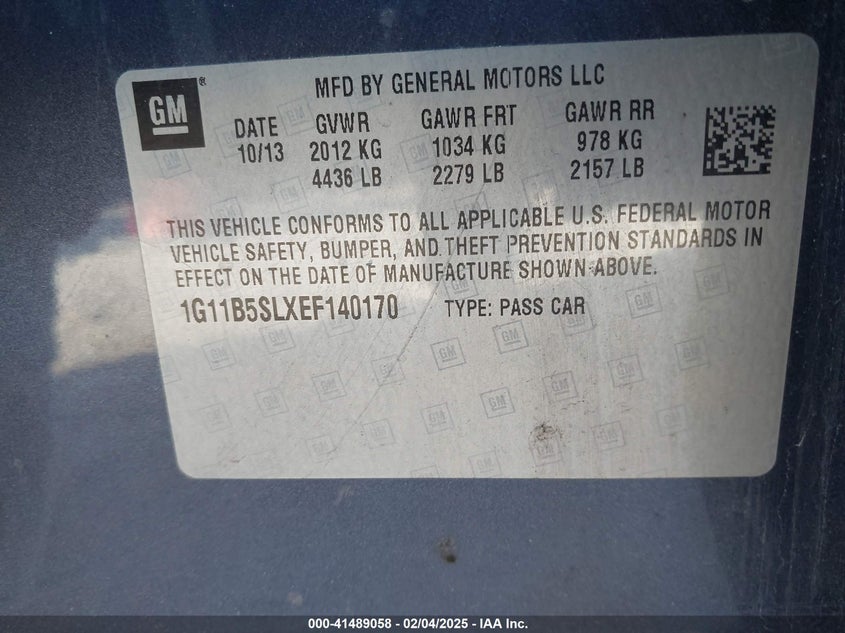 GM®
MFD BY GENERAL MOTORS LLC
DATE GVWR GAWR FRT GAWR RR
10/13 2012 KG 1034 KG 978 KG
4436 LB 2279 LB 2157 LB
THIS VEHICLE CONFORMS TO ALL APPLICABLE U.S. FEDERAL MOTOR
VEHICLE SAFETY, BUMPER, AND THEFT PREVENTION STANDARDS IN
EFFECT ON THE DATE OF MANUFACTURE SHOWN ABOVE.
1G11B5SLXEF140170 TYPE: PASS CAR
000-41489058 - 02/04/2025 - IAA Inc.